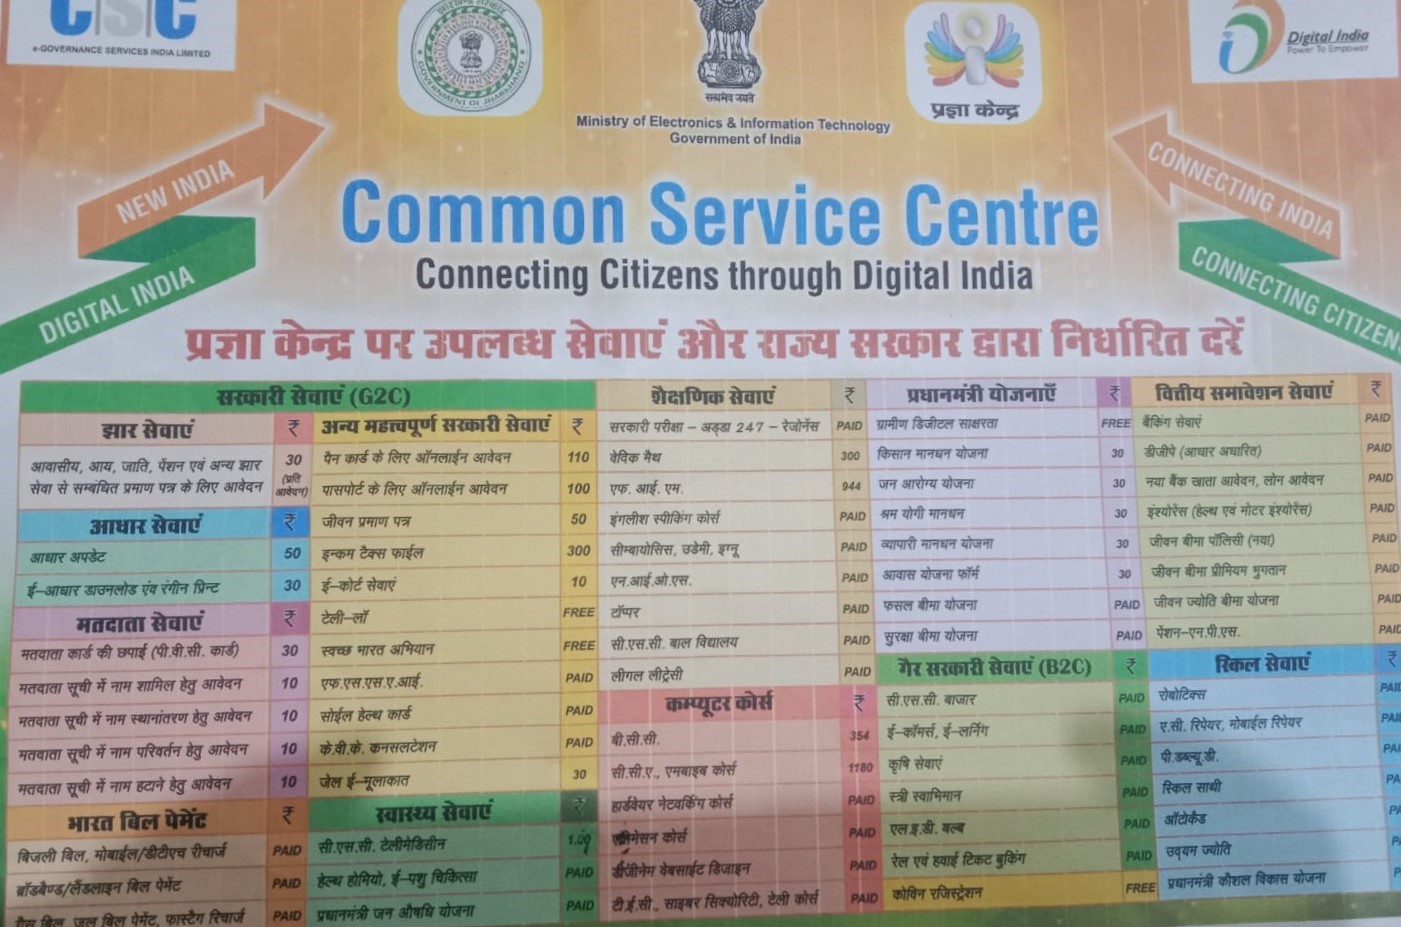 CSC
e-GOVERNANCE SERVICES INDIA LIMITED
GOVERNMENT OF JHARKHAND
सत्यमेव जयते
Ministry of Electronics & Information Technology
Government of India
प्रज्ञा केन्द्र
Digital India
Power To Empower
NEW INDIA
DIGITAL INDIA
CONNECTING INDIA
CONNECTING CITIZEN
Common Service Centre
Connecting Citizens through Digital India
प्रज्ञा केन्द्र पर उपलब्ध सेवाएं और राज्य सरकार द्वारा निर्धारित दरें
सरकारी सेवाएं (G2C)
झार सेवाएं ₹
आवासीय, आय, जाति, पेंशन एवं अन्य झार 30
सेवा से सम्बंधित प्रमाण पत्र के लिए आवेदन (प्रति आवेदन)
आधार सेवाएं ₹
आधार अपडेट 50
ई–आधार डाउनलोड एंव रंगीन प्रिन्ट 30
मतदाता सेवाएं ₹
मतदाता कार्ड की छपाई (पी.वी.सी. कार्ड) 30
मतदाता सूची में नाम शामिल हेतु आवेदन 10
मतदाता सूची में नाम स्थानांतरण हेतु आवेदन 10
मतदाता सूची में नाम परिवर्तन हेतु आवेदन 10
मतदाता सूची में नाम हटाने हेतु आवेदन 10
भारत बिल पेमेंट ₹
बिजली बिल, मोबाईल/डीटीएच रीचार्ज PAID
ब्रॉडबैण्ड/लैंडलाइन बिल पेमेंट PAID
गैस बिल, जल बिल पेमेंट, फास्टैग रिचार्ज PAID
अन्य महत्त्वपूर्ण सरकारी सेवाएं ₹
पैन कार्ड के लिए ऑनलाईन आवेदन 110
पासपोर्ट के लिए ऑनलाईन आवेदन 100
जीवन प्रमाण पत्र 50
इन्कम टैक्स फाईल 300
ई–कोर्ट सेवाएं 10
टेली–लॉ FREE
स्वच्छ भारत अभियान FREE
एफ.एस.एस.ए.आई. PAID
सोईल हेल्थ कार्ड PAID
के.वी.के. कनसलटेशन PAID
जेल ई–मूलाकात 30
स्वास्थ्य सेवाएं ₹
सी.एस.सी. टेलीमेडिसीन 1.00
हेल्थ होमियो, ई–पशु चिकित्सा PAID
प्रधानमंत्री जन औषधि योजना PAID
शैक्षणिक सेवाएं ₹
सरकारी परीक्षा – अड्डा 247 – रेजोनेंस PAID
वेदिक मैथ 300
एफ. आई. एम. 944
इंगलीश स्पीकिंग कोर्स PAID
सीम्बायोसिस, उडेमी, इग्नू PAID
एन.आई.ओ.एस. PAID
टॉप्पर PAID
सी.एस.सी. बाल विद्यालय PAID
लीगल लीट्रेसी PAID
कम्प्यूटर कोर्स ₹
बी.सी.सी. 354
सी.सी.ए., एमबाइब कोर्स 1180
हार्डवेयर नेटवर्किंग कोर्स PAID
कोर्स PAID
वेबसाईट डिजाइन PAID
टी.ई.सी., साइबर सिक्योरिटी, टेली कोर्स PAID
प्रधानमंत्री योजनाएँ ₹
ग्रामीण डिजीटल साक्षरता FREE
किसान मानधन योजना 30
जन आरोग्य योजना 30
श्रम योगी मानधन 30
व्यापारी मानधन योजना 30
आवास योजना फॉर्म 30
फसल बीमा योजना PAID
सुरक्षा बीमा योजना PAID
गैर सरकारी सेवाएं (B2C) ₹
सी.एस.सी. बाजार PAID
ई–कॉमर्स, ई–लर्निंग PAID
कृषि सेवाएं PAID
स्त्री स्वाभिमान PAID
एल.इ.डी. बल्ब PAID
रेल एवं हवाई टिकट बुकिंग PAID
कोविन रजिस्ट्रेशन FREE
वित्तीय समावेशन सेवाएं ₹
बैंकिंग सेवाएं PAID
डीजीपे (आधार अधारित) PAID
नया बैंक खाता आवेदन, लोन आवेदन PAID
इंश्योरेंस (हेल्थ एवं मोटर इंश्योरेंस) PAID
जीवन बीमा पॉलिसी (नया) PAID
जीवन बीमा प्रीमियम भुगतान PAID
जीवन ज्योति बीमा योजना PAID
पेंशन–एन.पी.एस. PAID
स्किल सेवाएं ₹
रोबोटिक्स PAID
ए.सी. रिपेयर, मोबाईल रिपेयर PAI
पी.डब्ल्यू.डी. PAI
स्किल साथी PA
ऑटोकैड PA
उद्यम ज्योति P
प्रधानमंत्री कौशल विकास योजना P